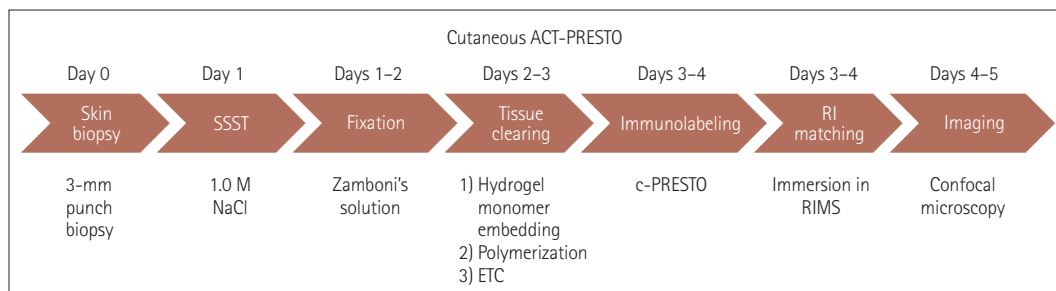 Cutaneous ACT-PRESTO
Day 0
Day 1
Days 1–2
Days 2–3
Days 3–4
Days 3–4
Days 4–5
Skin
biopsy
SSST
Fixation
Tissue
clearing
Immunolabeling
RI
matching
Imaging
3-mm
punch
biopsy
1.0 M
NaCl
Zamboni's
solution
1) Hydrogel
monomer
embedding
2) Polymerization
3) ETC
c-PRESTO
Immersion in
RIMS
Confocal
microscopy